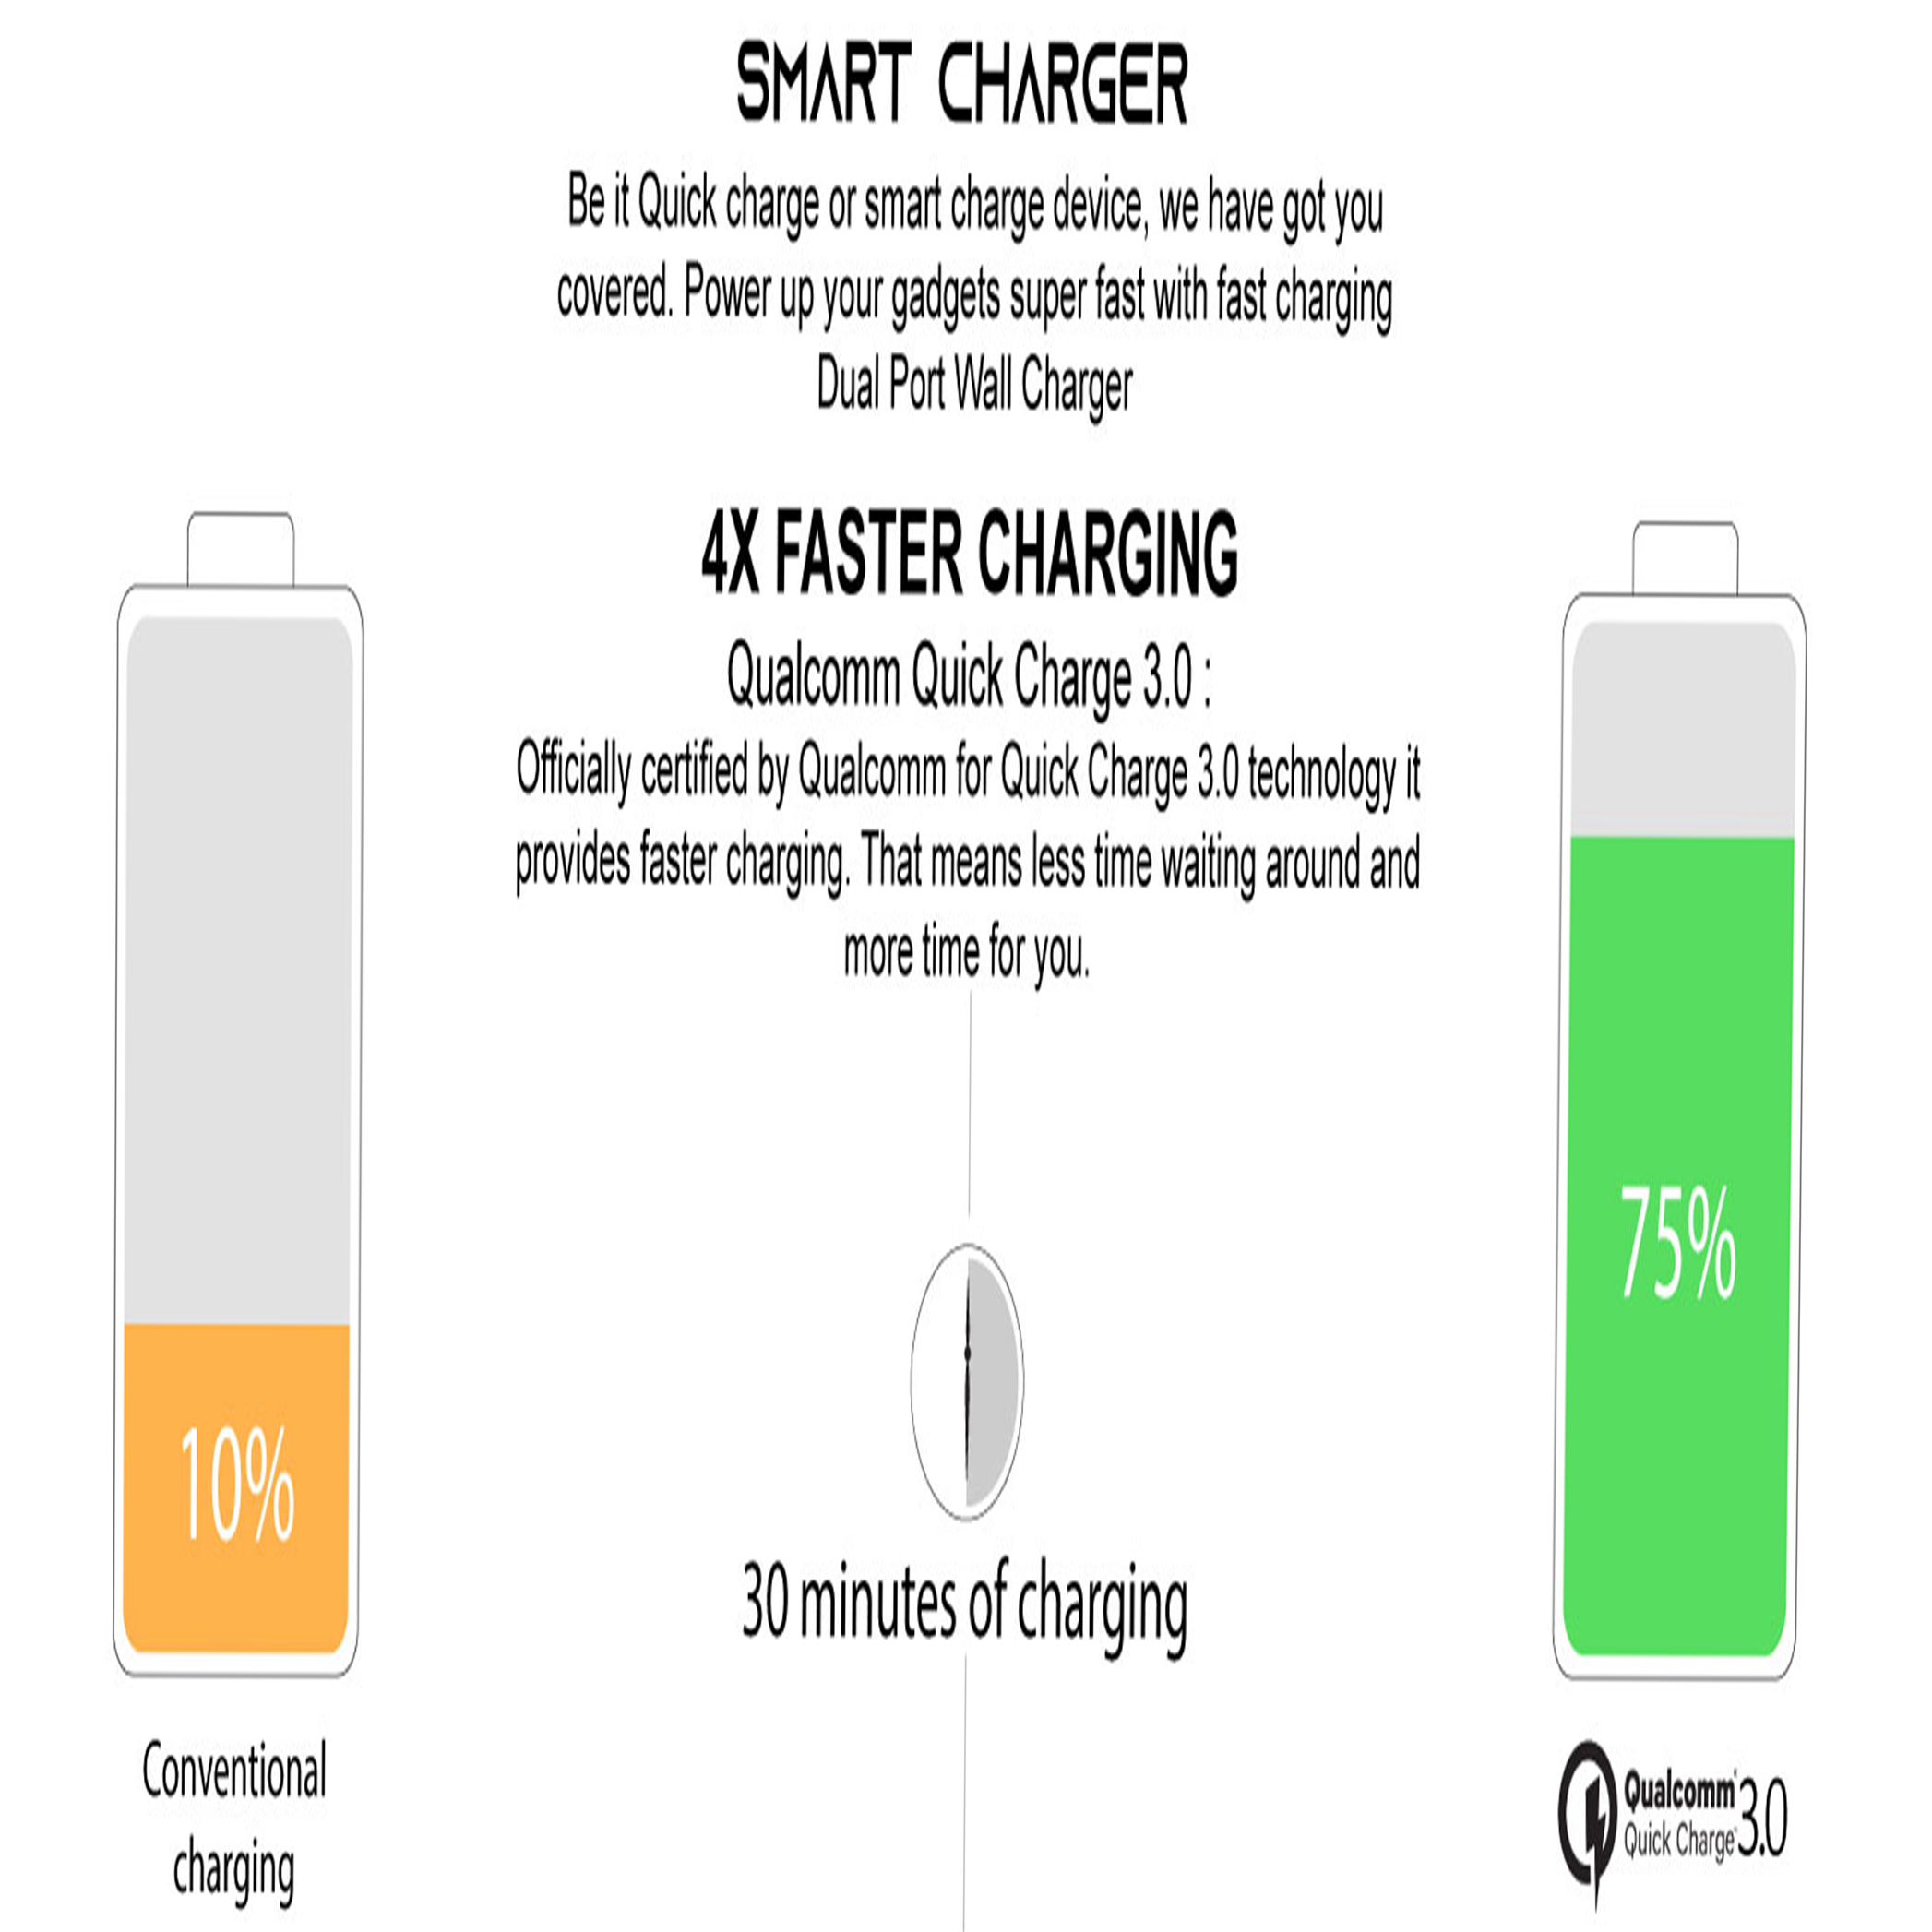 SMART CHARGER
Be it Quick charge or smart charge device, we have got you
covered. Power up your gadgets super fast with fast charging
Dual Port Wall Charger
4X FASTER CHARGING
Qualcomm Quick Charge 3.0 :
Officially certified by Qualcomm for Quick Charge 3.0 technology it
provides faster charging. That means less time waiting around and
more time for you.
75%
10%
30 minutes of charging
Conventional
charging
Qualcomm
Quick Charge 3.0